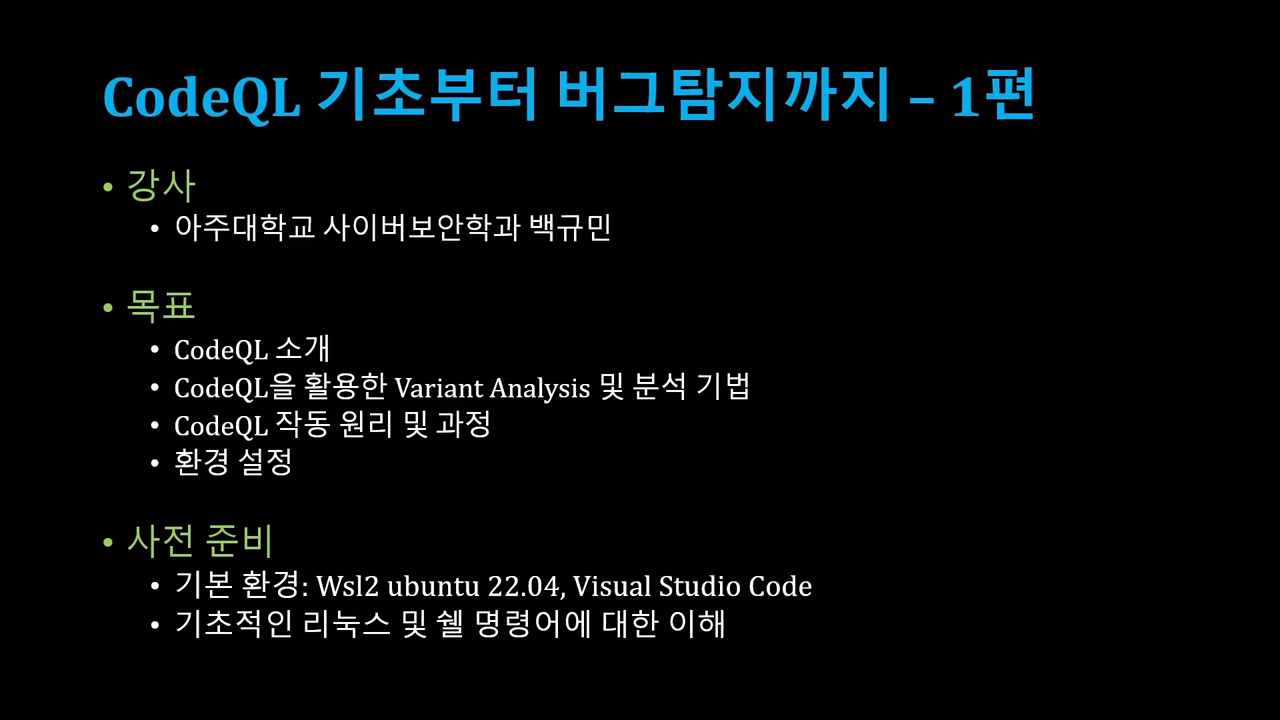 CodeQL 기초부터 버그탐지까지 – 1편
• 강사
• 아주대학교 사이버보안학과 백규민
• 목표
• CodeQL 소개
• CodeQL을 활용한 Variant Analysis 및 분석 기법
• CodeQL 작동 원리 및 과정
• 환경 설정
• 사전 준비
• 기본 환경: Wsl2 ubuntu 22.04, Visual Studio Code
• 기초적인 리눅스 및 쉘 명령어에 대한 이해